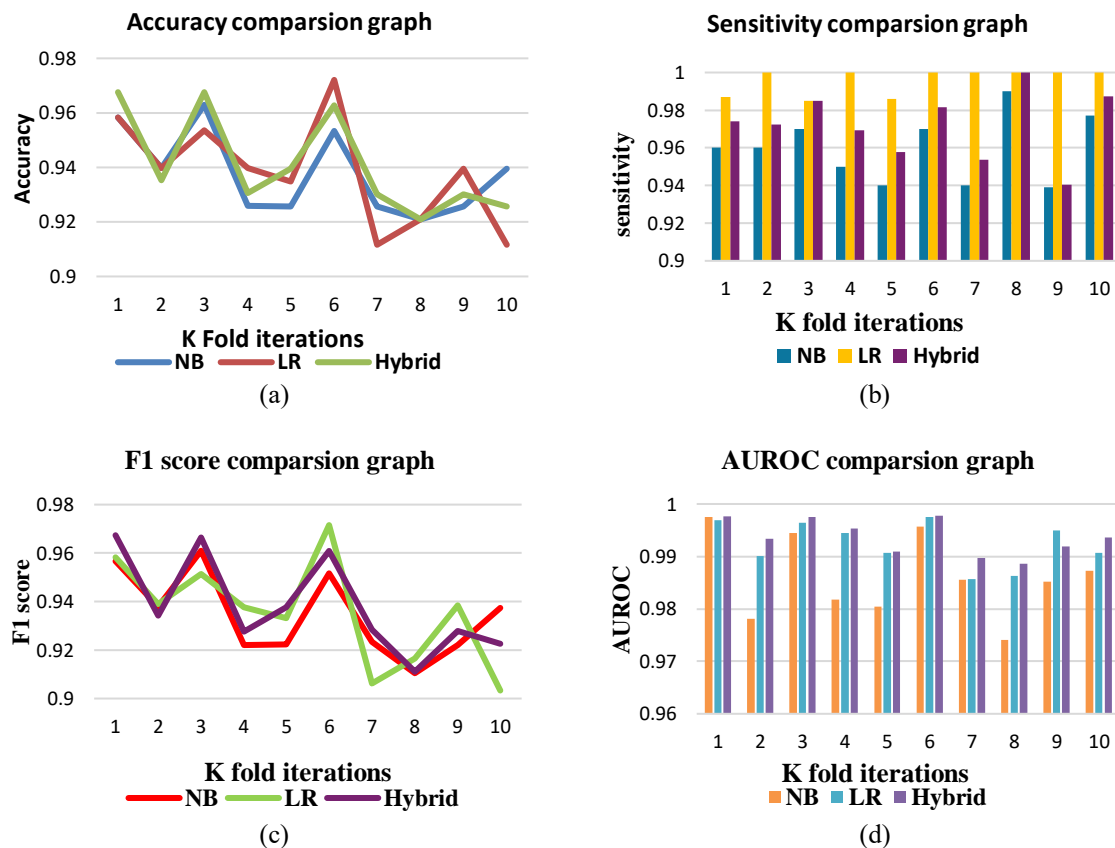 Accuracy comparsion graph
0.98
0.96
0.94
0.92
0.9
Accuracy
1 2 3 4 5 6 7 8 9 10
K Fold iterations
NB LR Hybrid
(a)
Sensitivity comparsion graph
1
0.98
0.96
0.94
0.92
0.9
sensitivity
1 2 3 4 5 6 7 8 9 10
K fold iterations
NB LR Hybrid
(b)
F1 score comparsion graph
0.98
0.96
0.94
0.92
0.9
F1 score
1 2 3 4 5 6 7 8 9 10
K fold iterations
NB LR Hybrid
(c)
AUROC comparsion graph
1
0.99
0.98
0.97
0.96
AUROC
1 2 3 4 5 6 7 8 9 10
K fold iterations
NB LR Hybrid
(d)